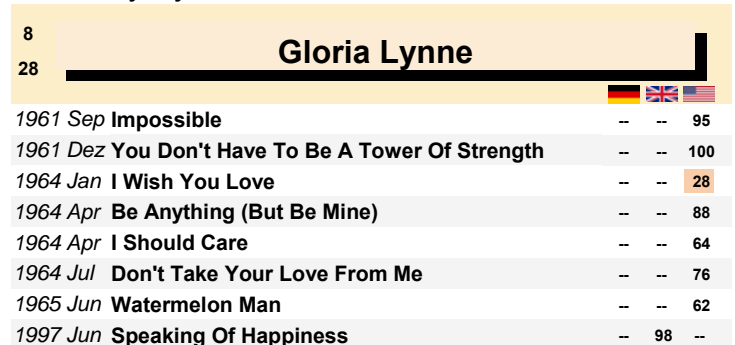 8
Gloria Lynne
28
1961 Sep Impossible -- -- 95
1961 Dez You Don't Have To Be A Tower Of Strength -- -- 100
1964 Jan I Wish You Love -- -- 28
1964 Apr Be Anything (But Be Mine) -- -- 88
1964 Apr I Should Care -- -- 64
1964 Jul Don't Take Your Love From Me -- -- 76
1965 Jun Watermelon Man -- -- 62
1997 Jun Speaking Of Happiness -- 98 --